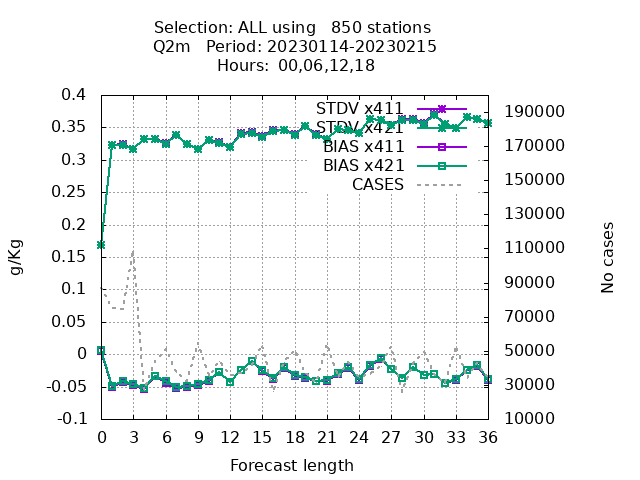 Selection: ALL using   850 stations
Q2m   Period: 20230114-20230215
Hours:  00,06,12,18
STDV x411
STDV x421
BIAS x411
BIAS x421
CASES
0.4
0.35
0.3
0.25
0.2
0.15
0.1
0.05
0
-0.05
-0.1
g/Kg
190000
170000
150000
130000
110000
90000
70000
50000
30000
10000
No cases
0 3 6 9 12 15 18 21 24 27 30 33 36
Forecast length